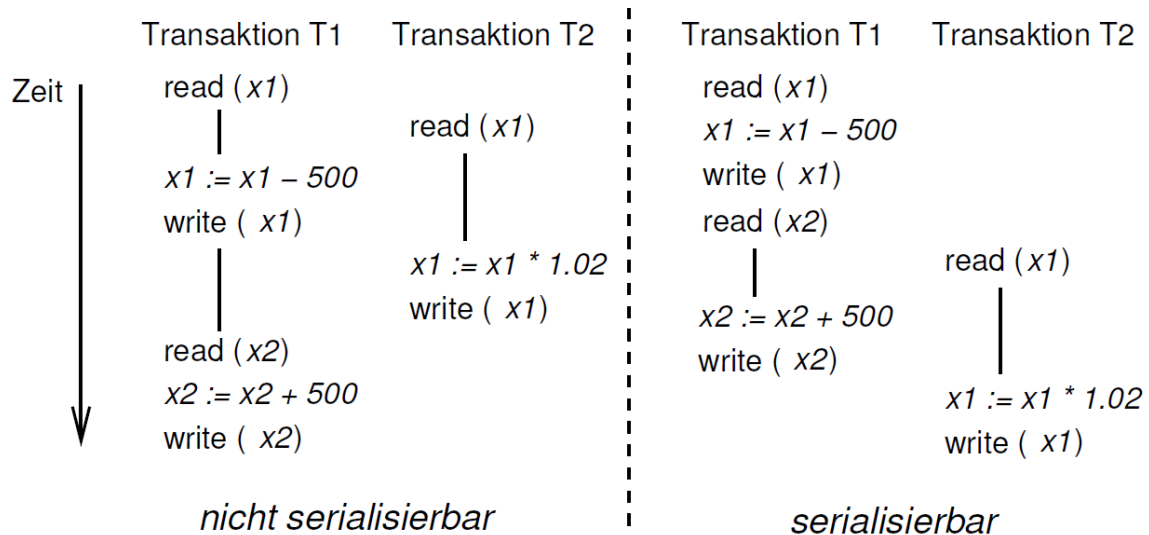 Transaktion T1
Transaktion T2
Zeit
read (x1)
read (x1)
x1 := x1 – 500
write ( x1)
x1 := x1 * 1.02
write ( x1)
read (x2)
x2 := x2 + 500
write ( x2)
nicht serialisierbar
Transaktion T1
Transaktion T2
read (x1)
x1 := x1 – 500
write ( x1)
read (x2)
read (x1)
x2 := x2 + 500
write ( x2)
x1 := x1 * 1.02
write ( x1)
serialisierbar